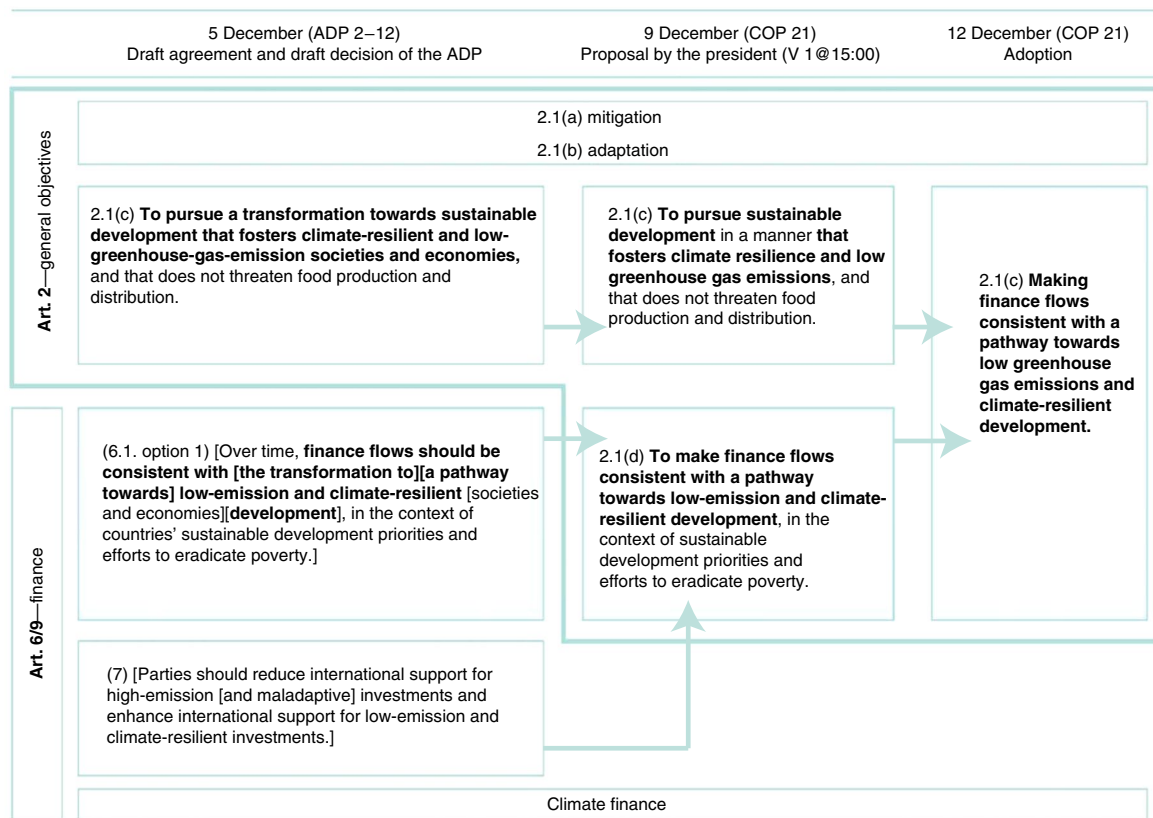 5 December (ADP 2–12)
Draft agreement and draft decision of the ADP
9 December (COP 21)
Proposal by the president (V 1@15:00)
12 December (COP 21)
Adoption
Art. 2—general objectives
2.1(a) mitigation
2.1(b) adaptation
2.1(c) To pursue a transformation towards sustainable
development that fosters climate-resilient and low-
greenhouse-gas-emission societies and economies,
and that does not threaten food production and
distribution.
2.1(c) To pursue sustainable
development in a manner that
fosters climate resilience and low
greenhouse gas emissions, and
that does not threaten food
production and distribution.
2.1(c) Making
finance flows
consistent with a
pathway towards
low greenhouse
gas emissions and
climate-resilient
development.
Art. 6/9—finance
(6.1. option 1) [Over time, finance flows should be
consistent with [the transformation to][a pathway
towards] low-emission and climate-resilient [societies
and economies][development], in the context of
countries’ sustainable development priorities and
efforts to eradicate poverty.]
2.1(d) To make finance flows
consistent with a pathway
towards low-emission and climate-
resilient development, in the
context of sustainable
development priorities and
efforts to eradicate poverty.
(7) [Parties should reduce international support for
high-emission [and maladaptive] investments and
enhance international support for low-emission and
climate-resilient investments.]
Climate finance